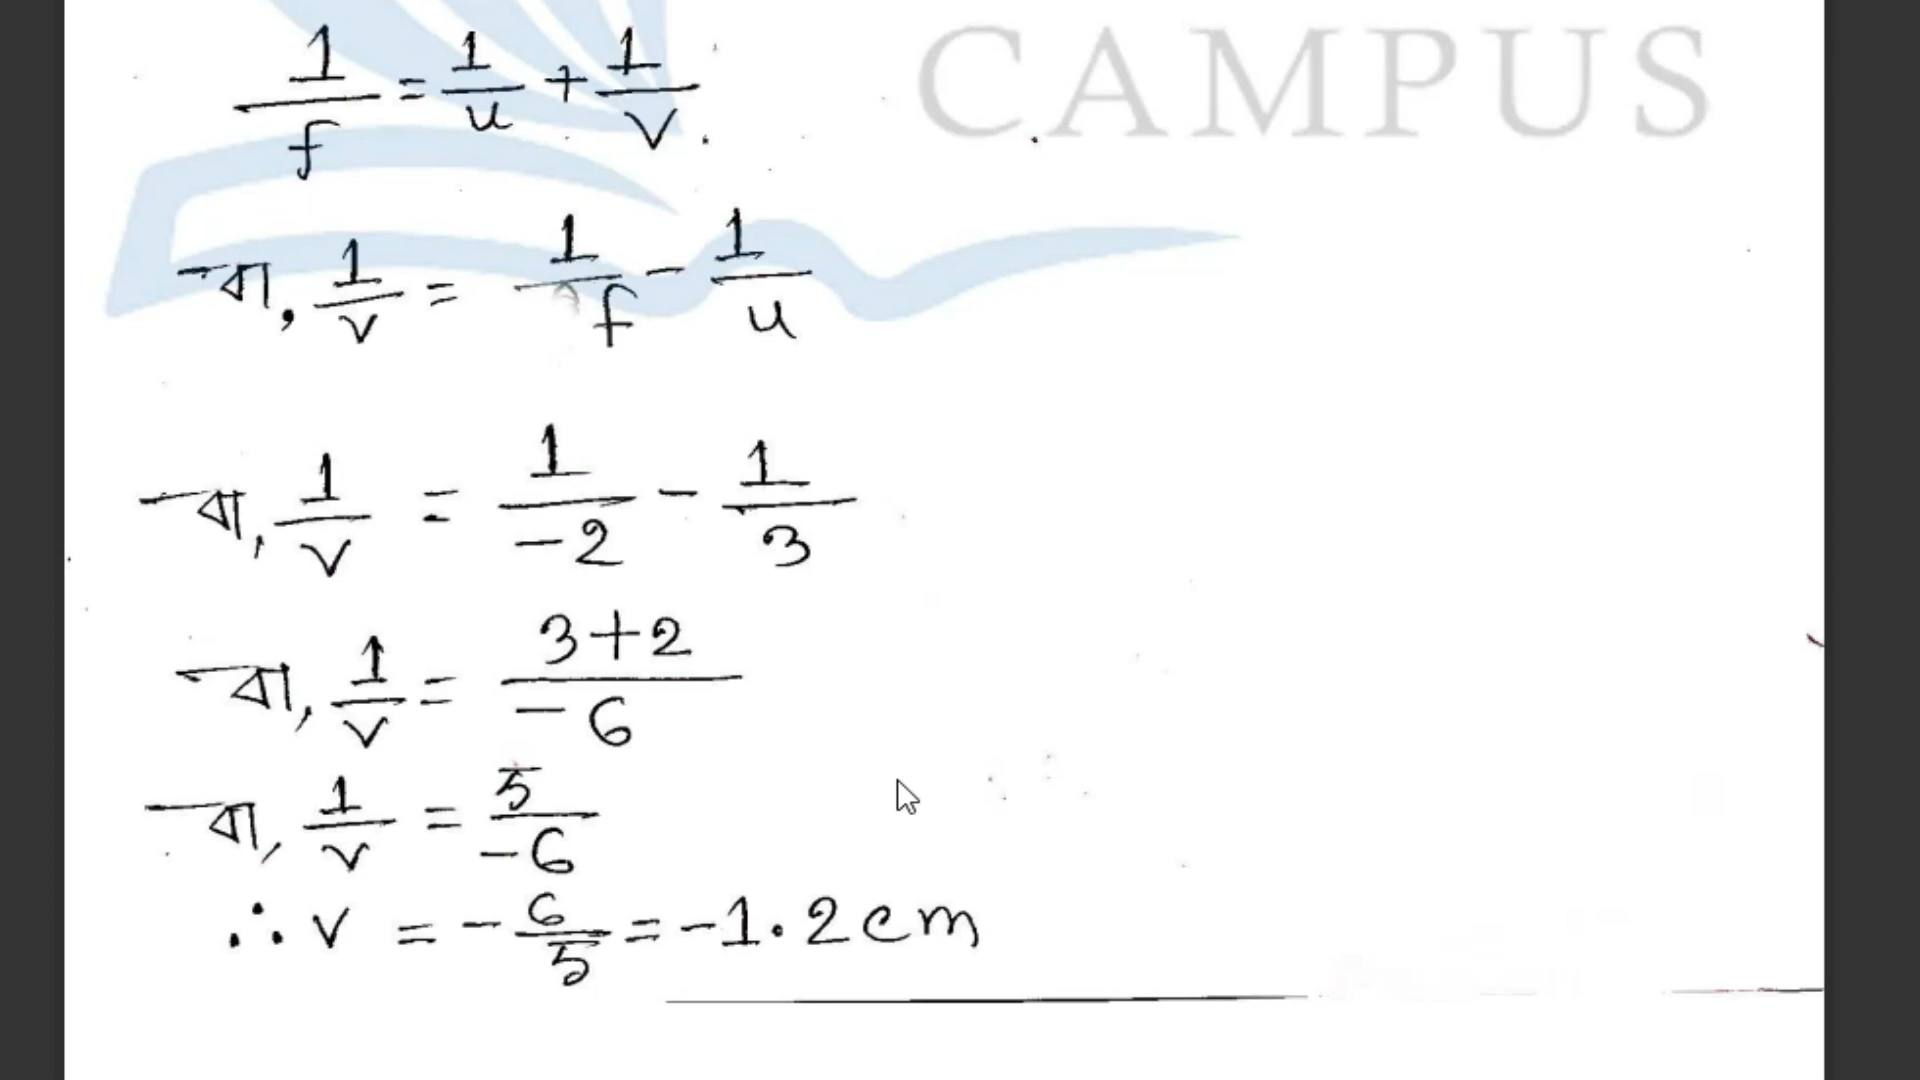 CAMPUS
1/f = 1/u + 1/v.
বা, 1/v = 1/f - 1/u
বা, 1/v = 1/-2 - 1/3
বা, 1/v = 3+2/-6
বা, 1/v = 5/-6
∴ v = -6/5 = -1.2 cm